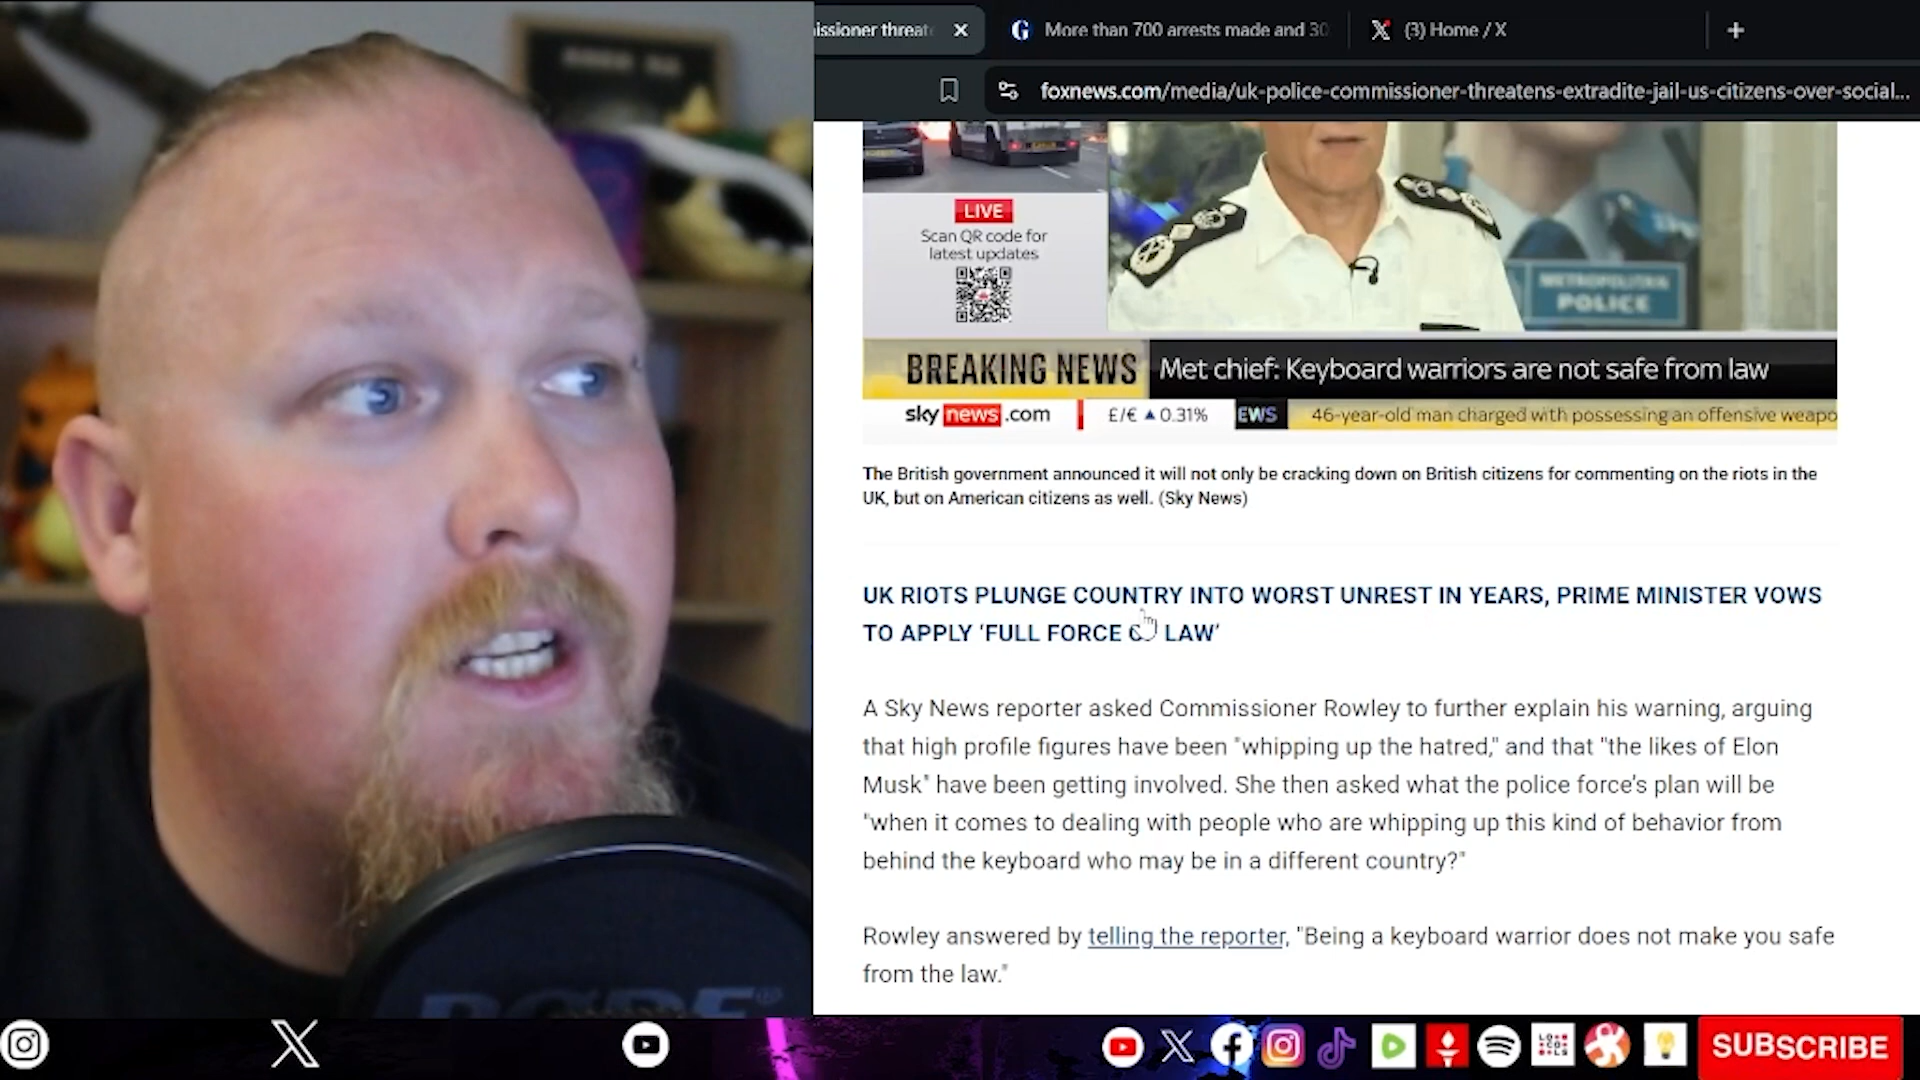 issioner threat
More than 700 arrests made and 30
(3) Home / X
foxnews.com/media/uk-police-commissioner-threatens-extradite-jail-us-citizens-over-social...
LIVE
Scan QR code for
latest updates
METROPOLITAN
POLICE
BREAKING NEWS
Met chief: Keyboard warriors are not safe from law
sky news .com
£/€ ▲ 0.31%
EWS
46-year-old man charged with possessing an offensive weapo
The British government announced it will not only be cracking down on British citizens for commenting on the riots in the
UK, but on American citizens as well. (Sky News)
UK RIOTS PLUNGE COUNTRY INTO WORST UNREST IN YEARS, PRIME MINISTER VOWS
TO APPLY ‘FULL FORCE O LAW’
A Sky News reporter asked Commissioner Rowley to further explain his warning, arguing
that high profile figures have been "whipping up the hatred," and that "the likes of Elon
Musk" have been getting involved. She then asked what the police force's plan will be
"when it comes to dealing with people who are whipping up this kind of behavior from
behind the keyboard who may be in a different country?"
Rowley answered by telling the reporter, "Being a keyboard warrior does not make you safe
from the law."
RODE
LO
CA
LS
SUBSCRIBE